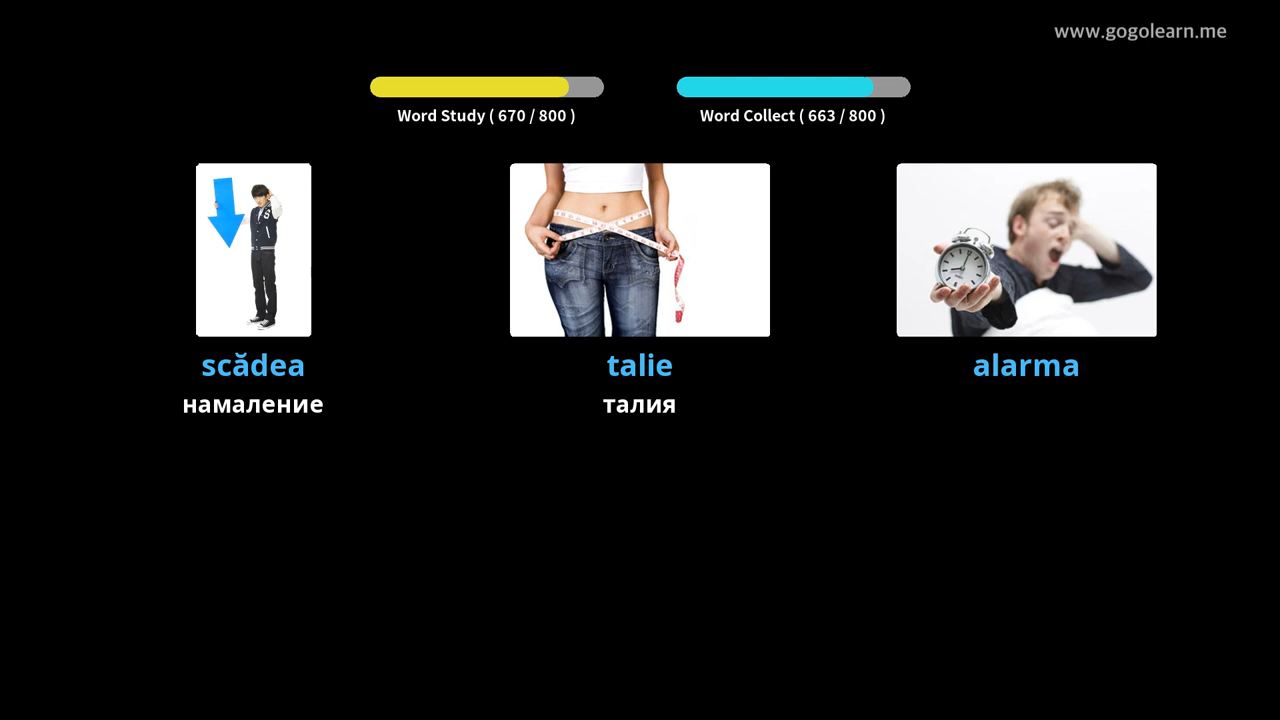 www.gogolearn.me
Word Study ( 670 / 800 )
Word Collect ( 663 / 800 )
scădea
talie
alarma
намаление
талия